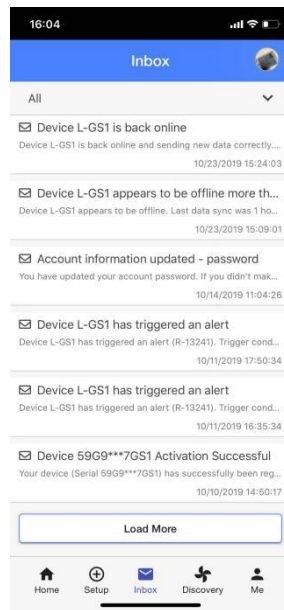 16:04
Inbox
All
Device L-GS1 is back online
Device L-GS1 is back online and sending new data correctly....
10/23/2019 15:24:03
Device L-GS1 appears to be offline more th...
Device L-GS1 appears to be offline. Last data sync was 1 ho...
10/23/2019 15:09:01
Account information updated - password
You have updated your account password. If you didn't mak...
10/14/2019 11:04:26
Device L-GS1 has triggered an alert
Device L-GS1 has triggered an alert (R-13241). Trigger cond...
10/11/2019 17:50:34
Device L-GS1 has triggered an alert
Device L-GS1 has triggered an alert (R-13241). Trigger cond...
10/11/2019 16:35:34
Device 59G9***7GS1 Activation Successful
Your device (Serial 59G9***7GS1) has successfully been reg...
10/10/2019 14:50:17
Load More
Home Setup Inbox Discovery Me